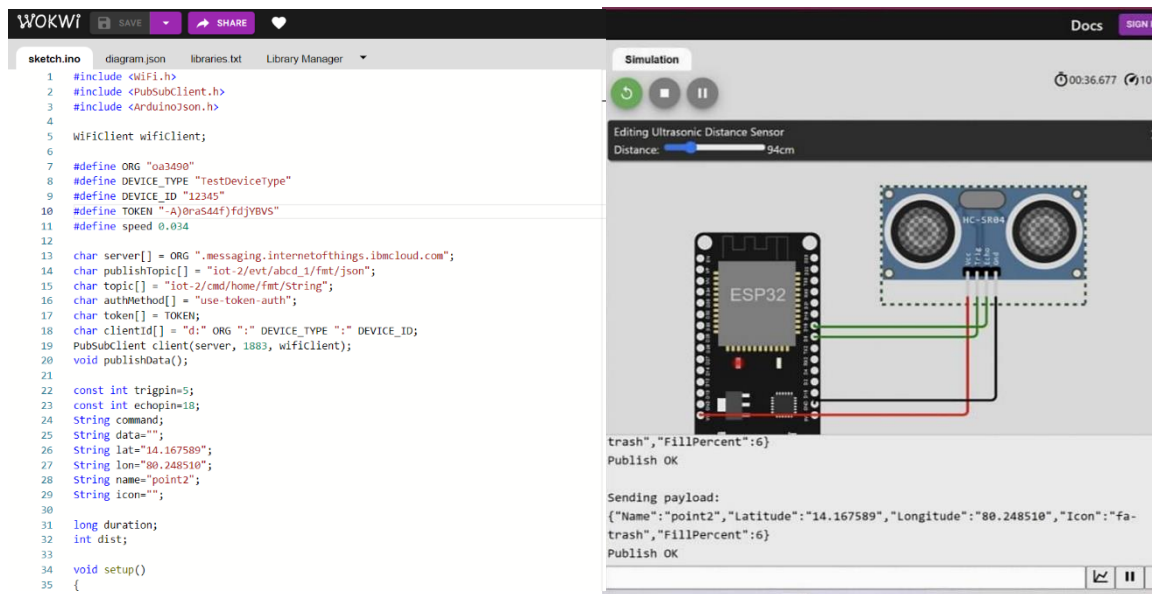 WOKWI SAVE SHARE
sketch.ino diagram.json libraries.txt Library Manager
1 #include <WiFi.h>
2 #include <PubSubClient.h>
3 #include <ArduinoJson.h>
4
5 WiFiClient wifiClient;
6
7 #define ORG "oa3490"
8 #define DEVICE_TYPE "TestDeviceType"
9 #define DEVICE_ID "12345"
10 #define TOKEN "-A)0raS44f)fdjYBVS"
11 #define speed 0.034
12
13 char server[] = ORG ".messaging.internetofthings.ibmcloud.com";
14 char publishTopic[] = "iot-2/evt/abcd_1/fmt/json";
15 char topic[] = "iot-2/cmd/home/fmt/String";
16 char authMethod[] = "use-token-auth";
17 char token[] = TOKEN;
18 char clientId[] = "d:" ORG ":" DEVICE_TYPE ":" DEVICE_ID;
19 PubSubClient client(server, 1883, wifiClient);
20 void publishData();
21
22 const int trigpin=5;
23 const int echopin=18;
24 String command;
25 String data="";
26 String lat="14.167589";
27 String lon="80.248510";
28 String name="point2";
29 String icon="";
30
31 long duration;
32 int dist;
33
34 void setup()
35 {
Docs SIGN
Simulation
00:36.677 10
Editing Ultrasonic Distance Sensor
Distance: 94cm
HC-SR04
Vcc Trig Echo Gnd
ESP32
trash","FillPercent":6}
Publish OK
Sending payload:
{"Name":"point2","Latitude":"14.167589","Longitude":"80.248510","Icon":"fa-
trash","FillPercent":6}
Publish OK